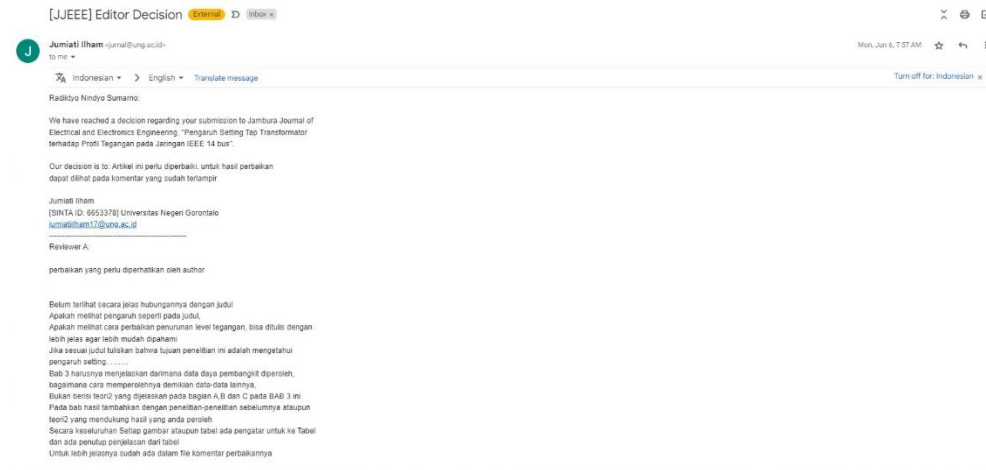 [JJEEE] Editor Decision External Inbox x
J Jumiati Ilham <jurnal@ung.ac.id> Mon, Jun 6, 7:57 AM
to me
Indonesian > English Translate message Turn off for: Indonesian x
Radiktyo Nindyo Sumarno:
We have reached a decision regarding your submission to Jambura Journal of
Electrical and Electronics Engineering, "Pengaruh Setting Tap Transformator
terhadap Profil Tegangan pada Jaringan IEEE 14 bus".
Our decision is to: Artikel ini perlu diperbaiki. untuk hasil perbaikan
dapat dilihat pada komentar yang sudah terlampir
Jumiati Ilham
[SINTA ID: 6653378] Universitas Negeri Gorontalo
jumiatiilham17@ung.ac.id
------------------------------------------------------
Reviewer A:
perbaikan yang perlu diperhatikan oleh author
Belum terlihat secara jelas hubungannya dengan judul
Apakah melihat pengaruh seperti pada judul,
Apakah melihat cara perbaikan penurunan level tegangan, bisa ditulis dengan
lebih jelas agar lebih mudah dipahami
Jika sesuai judul tuliskan bahwa tujuan penelitian ini adalah mengetahui
pengaruh setting..........
Bab 3 harusnya menjelaskan darimana data daya pembangkit diperoleh,
bagaimana cara memperolehnya demikian data-data lainnya,
Bukan berisi teori2 yang dijelaskan pada bagian A,B dan C pada BAB 3 ini
Pada bab hasil tambahkan dengan penelitian-penelitian sebelumnya ataupun
teori2 yang mendukung hasil yang anda peroleh
Secara keseluruhan Setiap gambar ataupun tabel ada pengatar untuk ke Tabel
dan ada penutup penjelasan dari tabel
Untuk lebih jelasnya sudah ada dalam file komentar perbaikannya